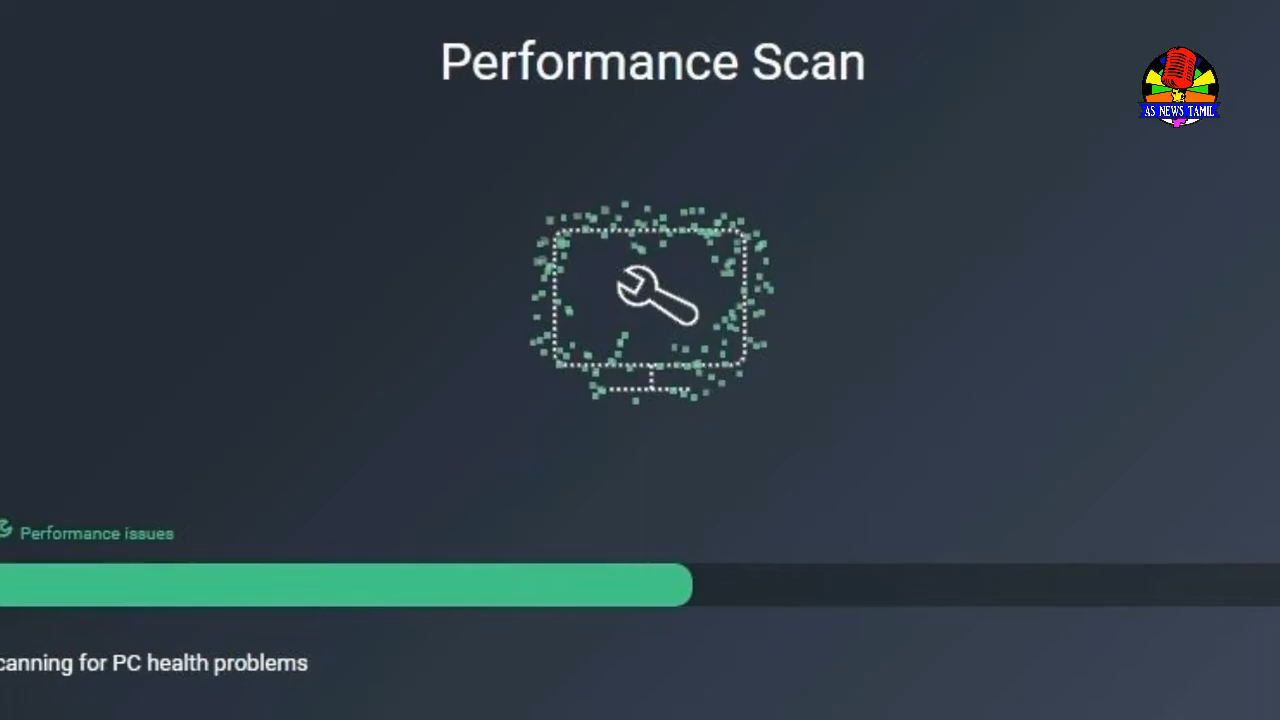 Performance Scan
AS NEWS TAMIL
Performance issues
canning for PC health problems